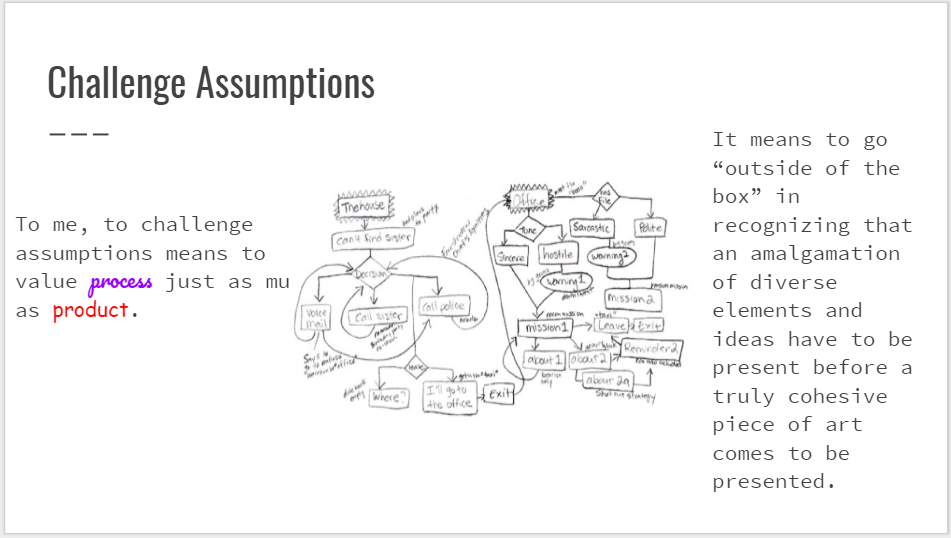 Challenge Assumptions
To me, to challenge
assumptions means to
value process just as mu
as product.
The house
can't find sister
Decision
Voice
mail
Call sister
call police
Where?
I'll go to
the office
Exit
Office
has
file
tone
Sarcastic
Polite
Sincere
hostile
warning2
warning1
mission2
mission1
Leave
Exit
about1
about2
Reminder2
about 2a
It means to go
“outside of the
box” in
recognizing that
an amalgamation
of diverse
elements and
ideas have to be
present before a
truly cohesive
piece of art
comes to be
presented.